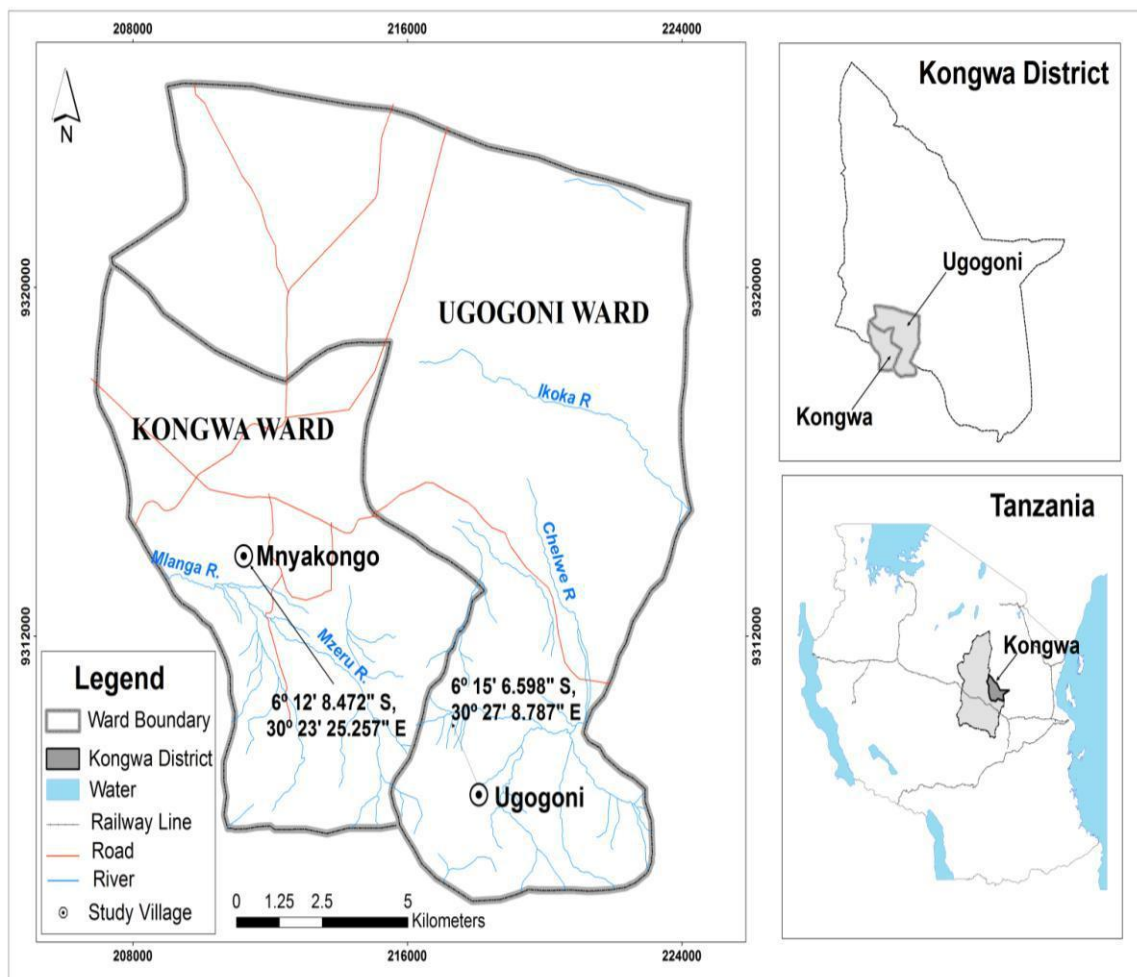 208000
216000
224000
N
9320000
9320000
9312000
9312000
UGOGONI WARD
KONGWA WARD
Ikoka R
Chelwe R
Mlanga R.
Mnyakongo
Mzeru R.
6º 12' 8.472" S,
30º 23' 25.257" E
6º 15' 6.598" S,
30º 27' 8.787" E
Ugogoni
Legend
Ward Boundary
Kongwa District
Water
Railway Line
Road
River
Study Village
0 1.25 2.5 5
Kilometers
208000
216000
224000
Kongwa District
Ugogoni
Kongwa
Tanzania
Kongwa